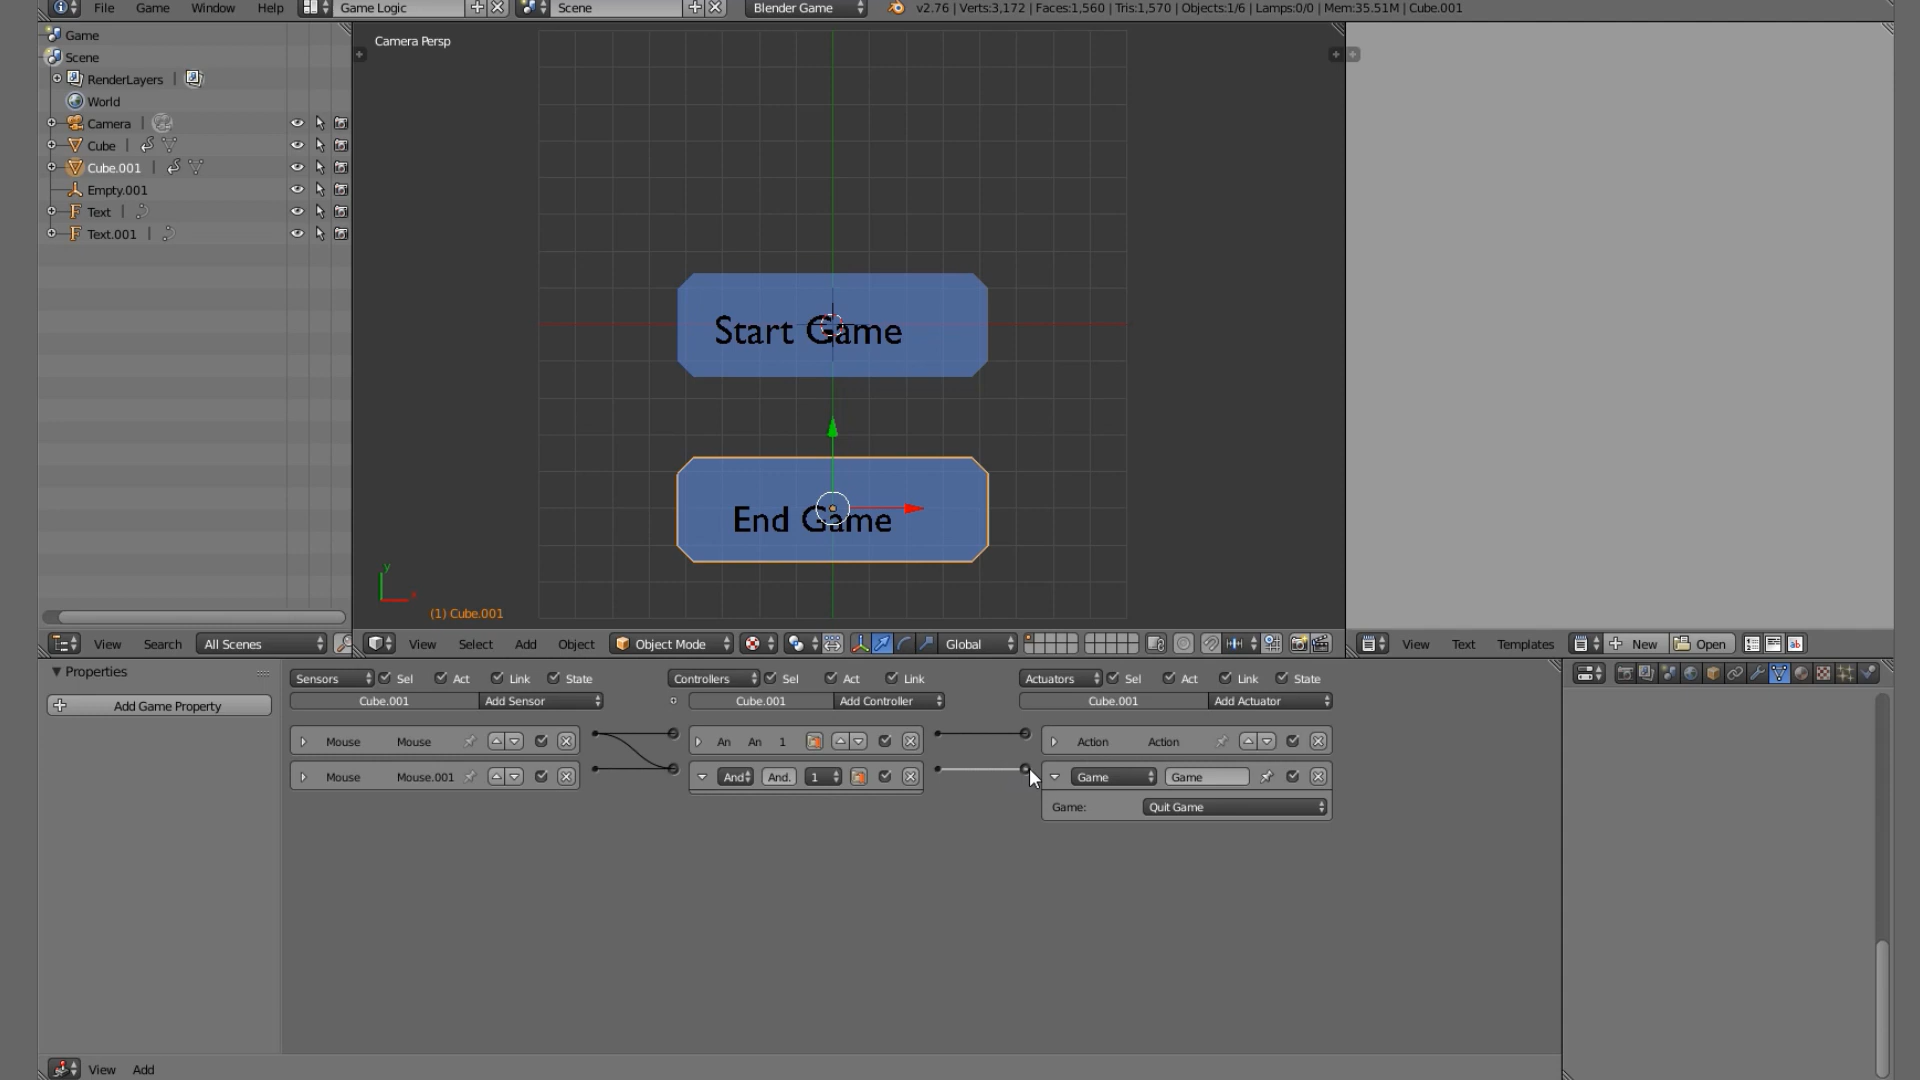 File Game Window Help Game Logic Scene Blender Game v2.76 | Verts:3,172 | Faces:1,560 | Tris:1,570 | Objects:1/6 | Lamps:0/0 | Mem:35.51M | Cube.001
Game
Scene
RenderLayers |
World
Camera |
Cube |
Cube.001 |
Empty.001
Text |
Text.001 |
Camera Persp
Start Game
End Game
y
x
(1) Cube.001
View Search All Scenes
View Select Add Object Object Mode Global
View Text Templates New Open ab
Properties
Add Game Property
Sensors Sel Act Link State
Cube.001 Add Sensor
Mouse Mouse
Mouse Mouse.001
Controllers Sel Act Link
Cube.001 Add Controller
An An 1
And And. 1
Actuators Sel Act Link State
Cube.001 Add Actuator
Action Action
Game Game
Game: Quit Game
View Add